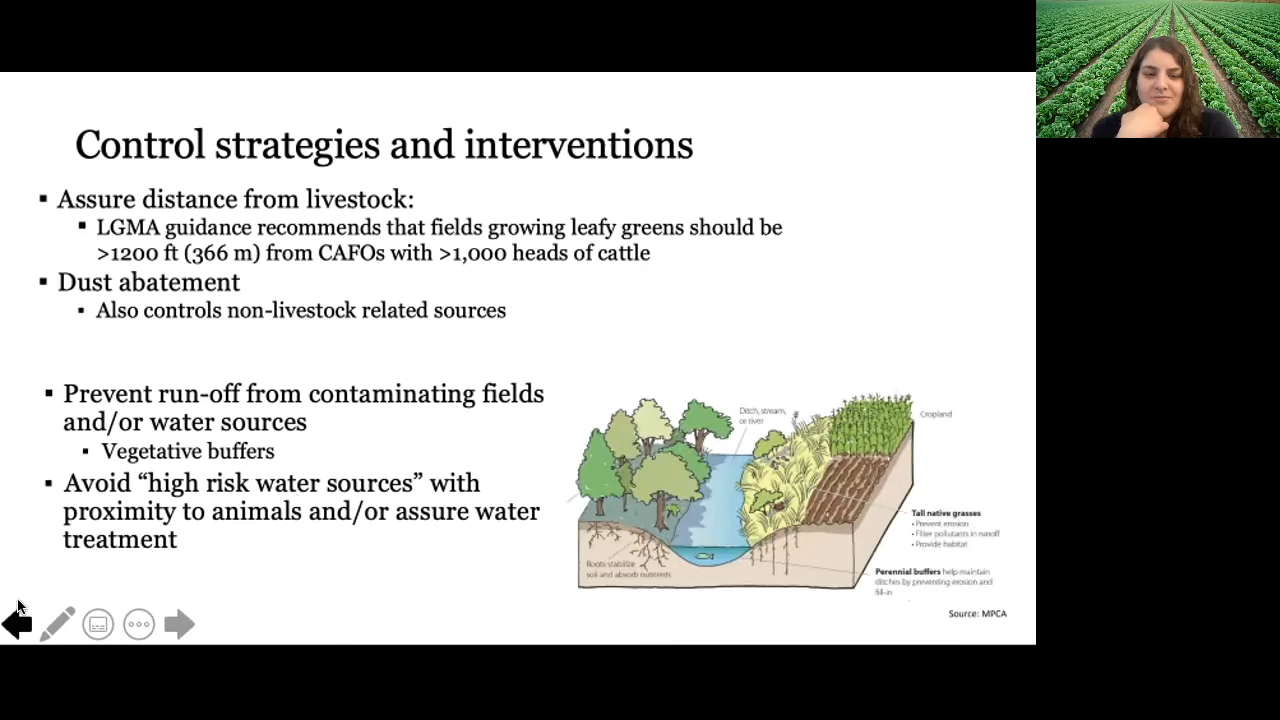 Control strategies and interventions
▪ Assure distance from livestock:
▪ LGMA guidance recommends that fields growing leafy greens should be
>1200 ft (366 m) from CAFOs with >1,000 heads of cattle
▪ Dust abatement
▪ Also controls non-livestock related sources
▪ Prevent run-off from contaminating fields
and/or water sources
▪ Vegetative buffers
▪ Avoid “high risk water sources” with
proximity to animals and/or assure water
treatment
Ditch, stream,
or river
Cropland
Tall native grasses
• Prevent erosion
• Filter pollutants in runoff
• Provide habitat
Roots stabilize
soil and absorb nutrients
Perennial buffers help maintain
ditches by preventing erosion and
fill-in
Source: MPCA